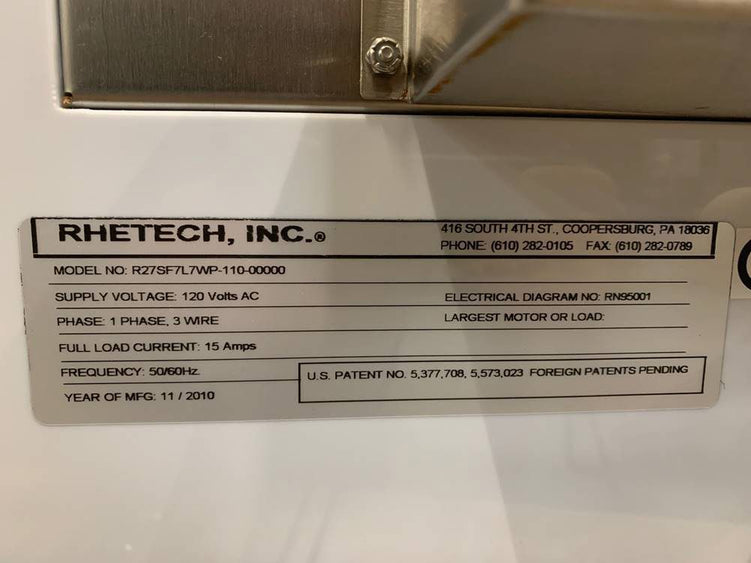 RHETECH, INC.®
416 SOUTH 4TH ST., COOPERSBURG, PA 18036
PHONE: (610) 282-0105 FAX: (610) 282-0789
MODEL NO: R27SF7L7WP-110-00000
SUPPLY VOLTAGE: 120 Volts AC
ELECTRICAL DIAGRAM NO: RN95001
PHASE: 1 PHASE, 3 WIRE
LARGEST MOTOR OR LOAD:
FULL LOAD CURRENT: 15 Amps
FREQUENCY: 50/60Hz.
U.S. PATENT NO. 5,377,708, 5,573,023 FOREIGN PATENTS PENDING
YEAR OF MFG: 11 / 2010